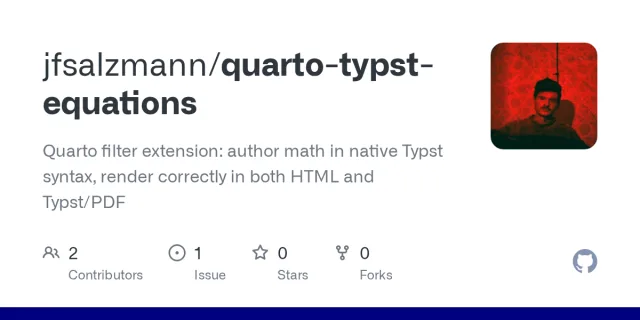 jfsalzmann/quarto-typst-
equations
Quarto filter extension: author math in native Typst
syntax, render correctly in both HTML and
Typst/PDF
2
Contributors
1
Issue
0
Stars
0
Forks